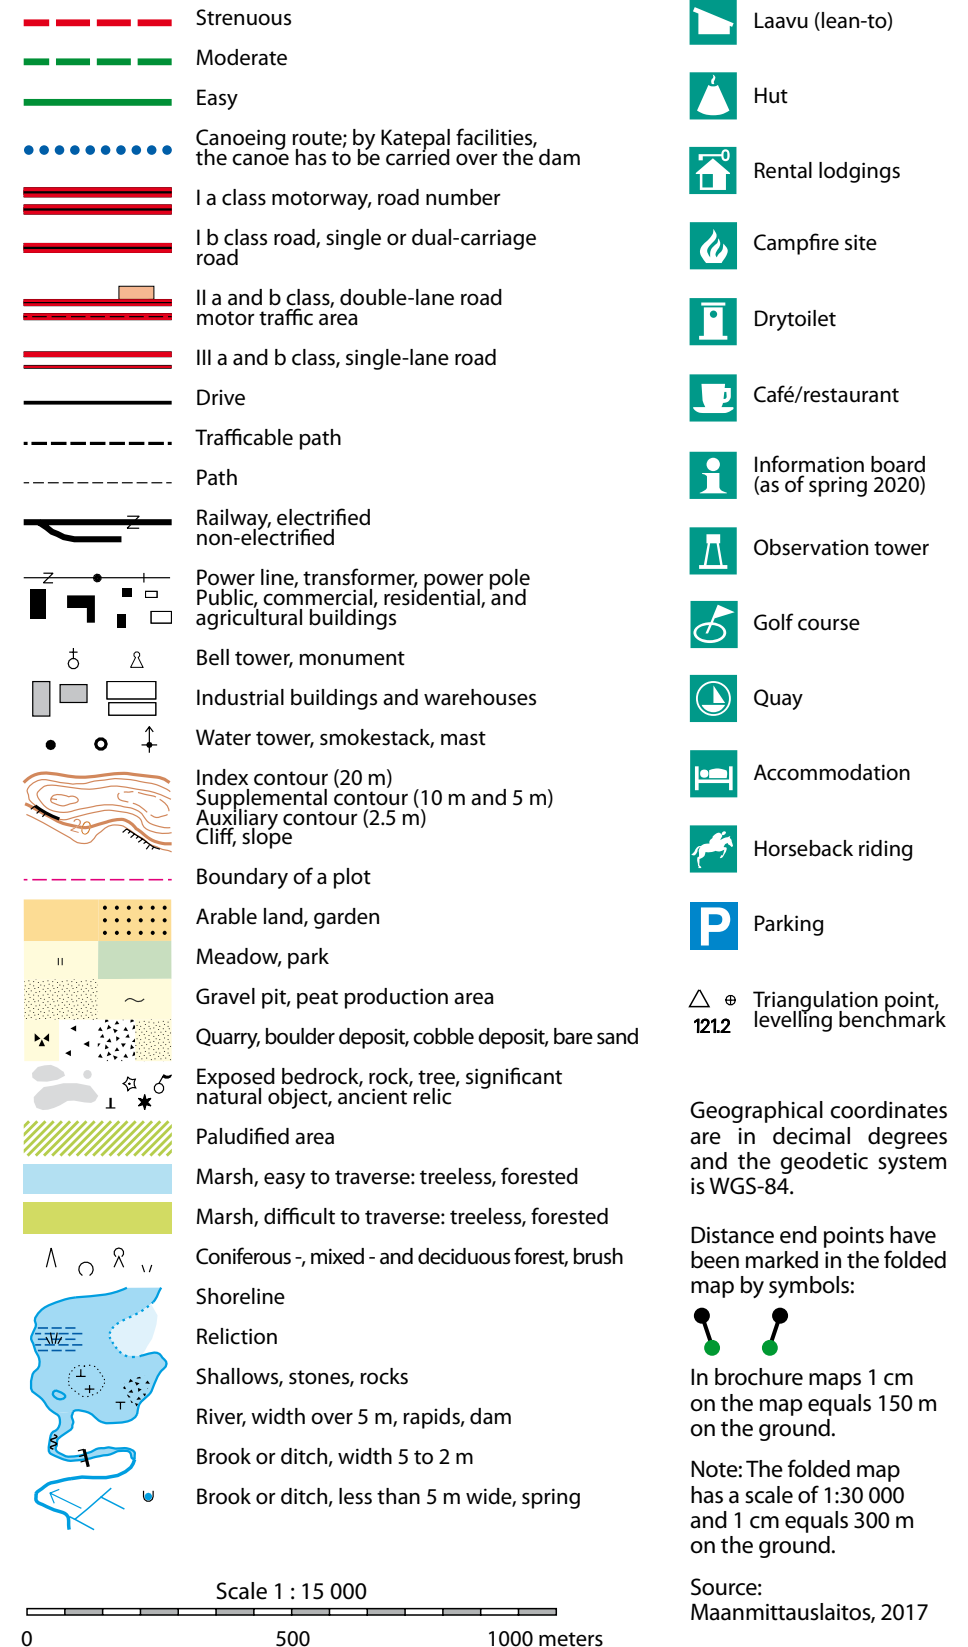 Strenuous
Moderate
Easy
Canoeing route; by Katepal facilities,
the canoe has to be carried over the dam
I a class motorway, road number
I b class road, single or dual-carriage
road
II a and b class, double-lane road
motor traffic area
III a and b class, single-lane road
Drive
Trafficable path
Path
Railway, electrified
non-electrified
Power line, transformer, power pole
Public, commercial, residential, and
agricultural buildings
Bell tower, monument
Industrial buildings and warehouses
Water tower, smokestack, mast
Index contour (20 m)
Supplemental contour (10 m and 5 m)
Auxiliary contour (2.5 m)
Cliff, slope
20
Boundary of a plot
Arable land, garden
Meadow, park
Gravel pit, peat production area
Quarry, boulder deposit, cobble deposit, bare sand
Exposed bedrock, rock, tree, significant
natural object, ancient relic
Paludified area
Marsh, easy to traverse: treeless, forested
Marsh, difficult to traverse: treeless, forested
Coniferous -, mixed - and deciduous forest, brush
Shoreline
Reliction
Shallows, stones, rocks
River, width over 5 m, rapids, dam
Brook or ditch, width 5 to 2 m
Brook or ditch, less than 5 m wide, spring
Scale 1 : 15 000
0 500 1000 meters
Laavu (lean-to)
Hut
Rental lodgings
Campfire site
Drytoilet
Café/restaurant
Information board
(as of spring 2020)
Observation tower
Golf course
Quay
Accommodation
Horseback riding
P Parking
Triangulation point,
121.2 levelling benchmark
Geographical coordinates
are in decimal degrees
and the geodetic system
is WGS-84.
Distance end points have
been marked in the folded
map by symbols:
In brochure maps 1 cm
on the map equals 150 m
on the ground.
Note: The folded map
has a scale of 1:30 000
and 1 cm equals 300 m
on the ground.
Source:
Maanmittauslaitos, 2017